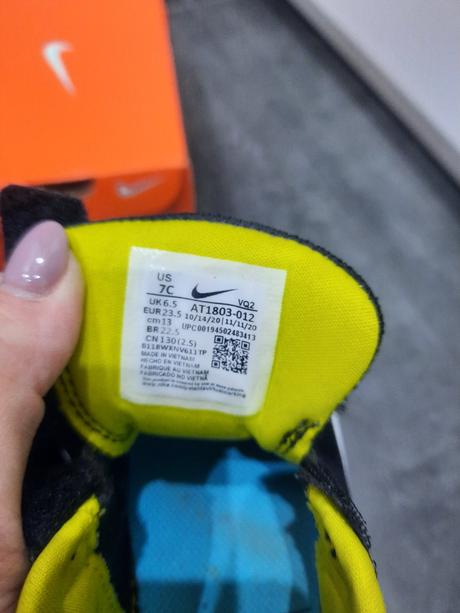 US
7C
VQ2
UK 6.5 AT1803-012
EUR 23.5 10/14/20 | 11/11/20
cm 13 UPC00194502483413
BR 22.5
CN 130 (2.5)
MADE IN VIETNAM
HECHO EN VIETNAM
FABRIQUE AU VIETNAM
FABRICADO NO VIETNÃ